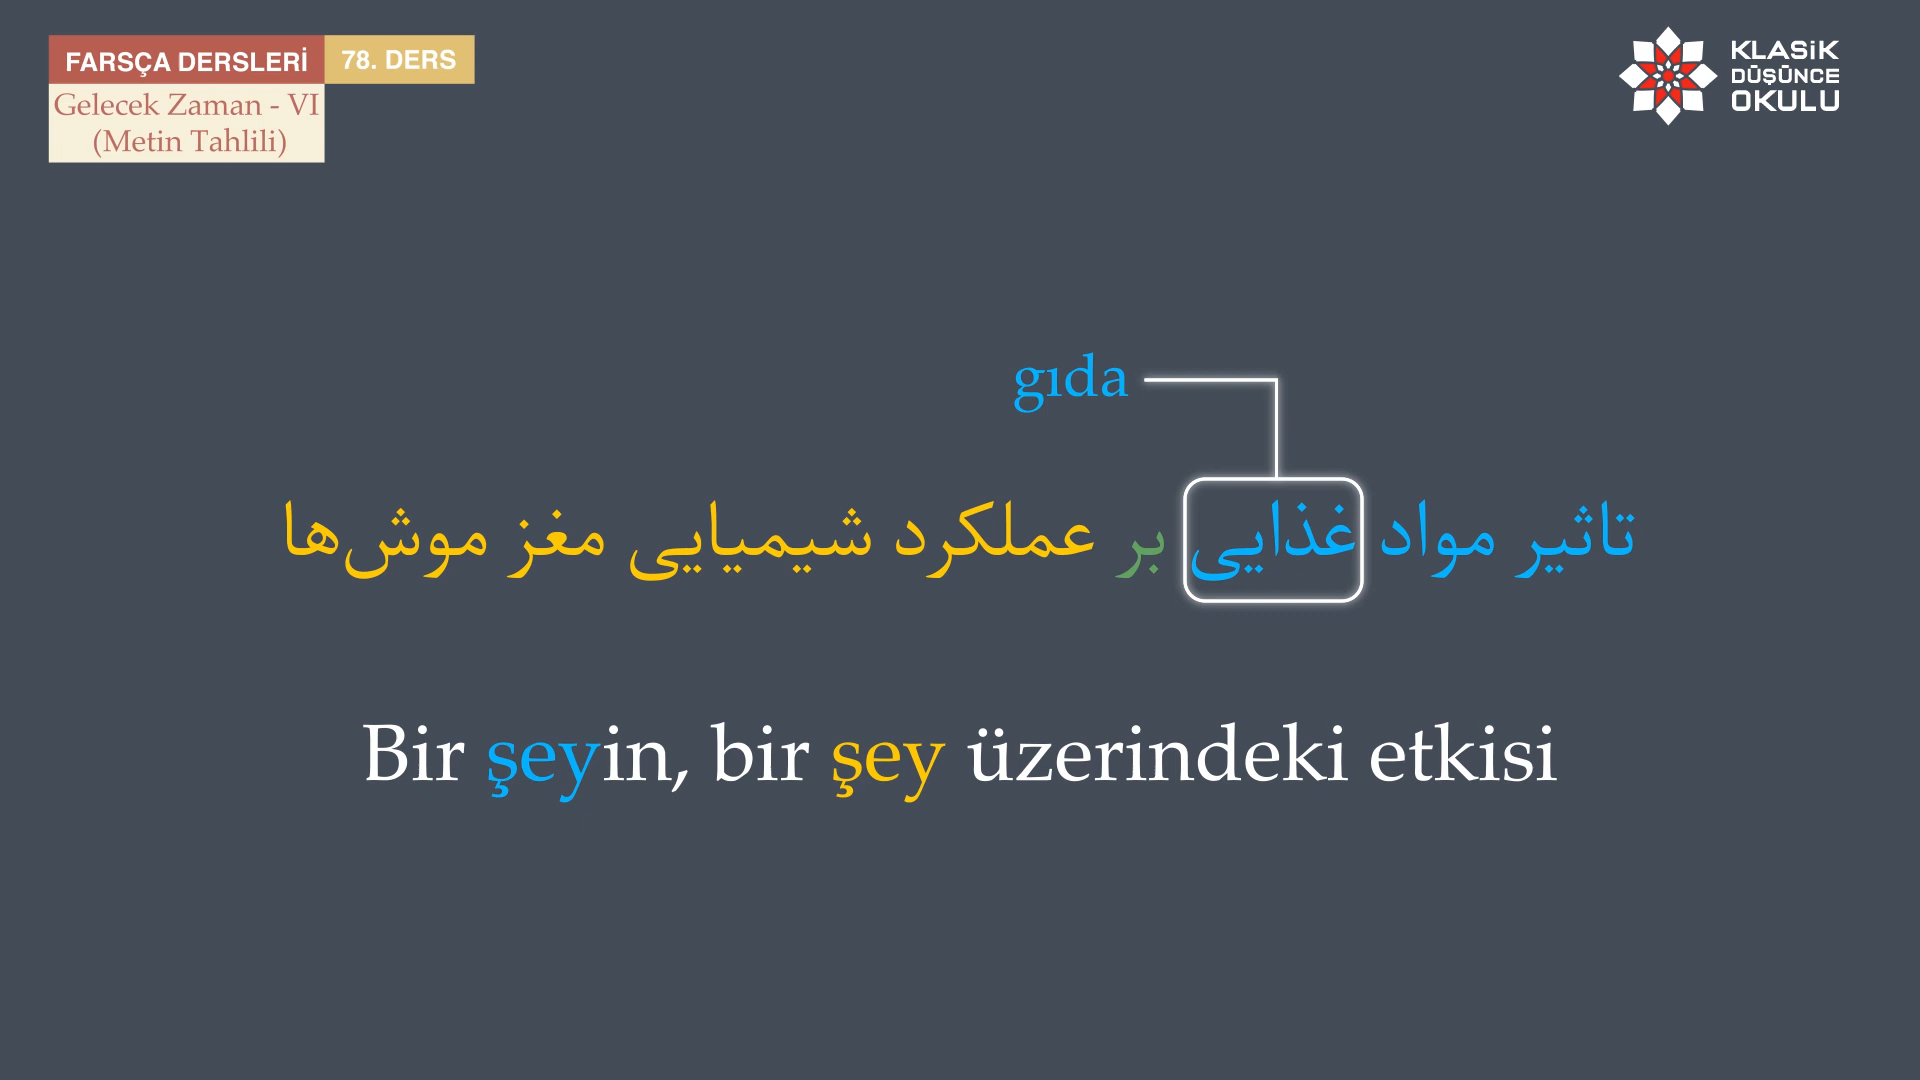 FARSÇA DERSLERİ 78. DERS
Gelecek Zaman - VI
(Metin Tahlili)
KLASiK
DÜŞÜNCE
OKULU
gıda
تاثیر مواد غذایی بر عملکرد شیمیایی مغز موش‌ها
Bir şeyin, bir şey üzerindeki etkisi